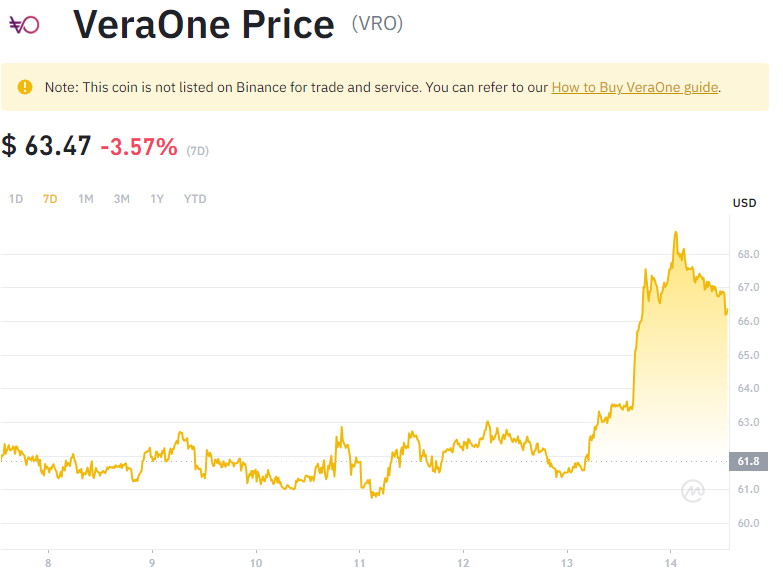 VeraOne Price (VRO)
Note: This coin is not listed on Binance for trade and service. You can refer to our How to Buy VeraOne guide.
$ 63.47 -3.57% (7D)
1D 7D 1M 3M 1Y YTD
USD
68.0
67.0
66.0
65.0
64.0
63.0
61.8
61.0
60.0
8 9 10 11 12 13 14